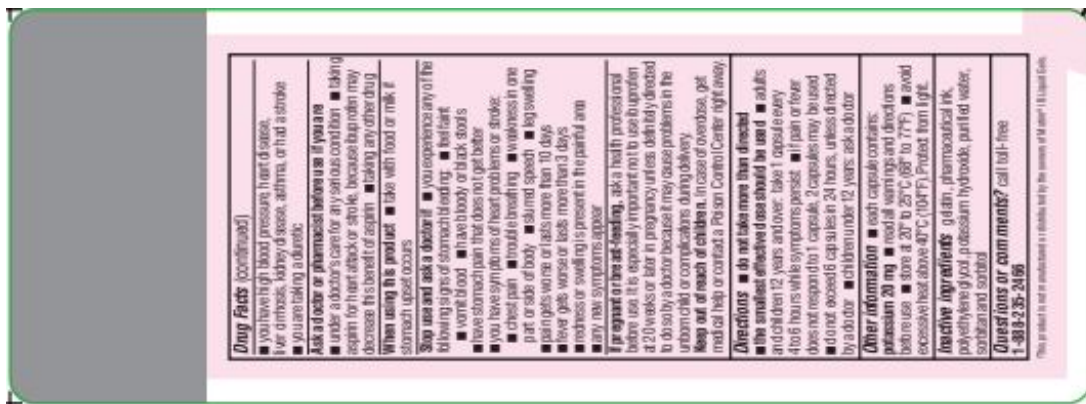 Drug Facts (continued)
■ you have high blood pressure, heart disease,
liver cirrhosis, kidney disease, asthma, or had a stroke
■ you are taking a diuretic
Ask a doctor or pharmacist before use if you are
■ under a doctor's care for any serious condition ■ taking
aspirin for heart attack or stroke, because ibuprofen may
decrease this benefit of aspirin ■ taking any other drug
When using this product ■ take with food or milk if
stomach upset occurs
Stop use and ask a doctor if ■ you experience any of the
following signs of stomach bleeding: ■ feel faint
■ vomit blood ■ have bloody or black stools
■ have stomach pain that does not get better
■ you have symptoms of heart problems or stroke:
■ chest pain ■ trouble breathing ■ weakness in one
part or side of body ■ slurred speech ■ leg swelling
■ pain gets worse or lasts more than 10 days
■ fever gets worse or lasts more than 3 days
■ redness or swelling is present in the painful area
■ any new symptoms appear
If pregnant or breast-feeding, ask a health professional
before use. It is especially important not to use ibuprofen
at 20 weeks or later in pregnancy unless definitely directed
to do so by a doctor because it may cause problems in the
unborn child or complications during delivery.
Keep out of reach of children. In case of overdose, get
medical help or contact a Poison Control Center right away.
Directions ■ do not take more than directed
■ the smallest effective dose should be used ■ adults
and children 12 years and over: take 1 capsule every
4 to 6 hours while symptoms persist ■ if pain or fever
does not respond to 1 capsule, 2 capsules may be used
■ do not exceed 6 capsules in 24 hours, unless directed
by a doctor ■ children under 12 years: ask a doctor
Other information ■ each capsule contains:
potassium 20 mg ■ read all warnings and directions
before use ■ store at 20° to 25°C (68° to 77°F) ■ avoid
excessive heat above 40°C (104°F). Protect from light.
Inactive ingredients gelatin, pharmaceutical ink,
polyethylene glycol, potassium hydroxide, purified water,
sorbitan and sorbitol
Questions or comments? call toll-free
1-888-235-2466
This product is not manufactured or distributed by the owners of Motrin® IB Liquid Gels.